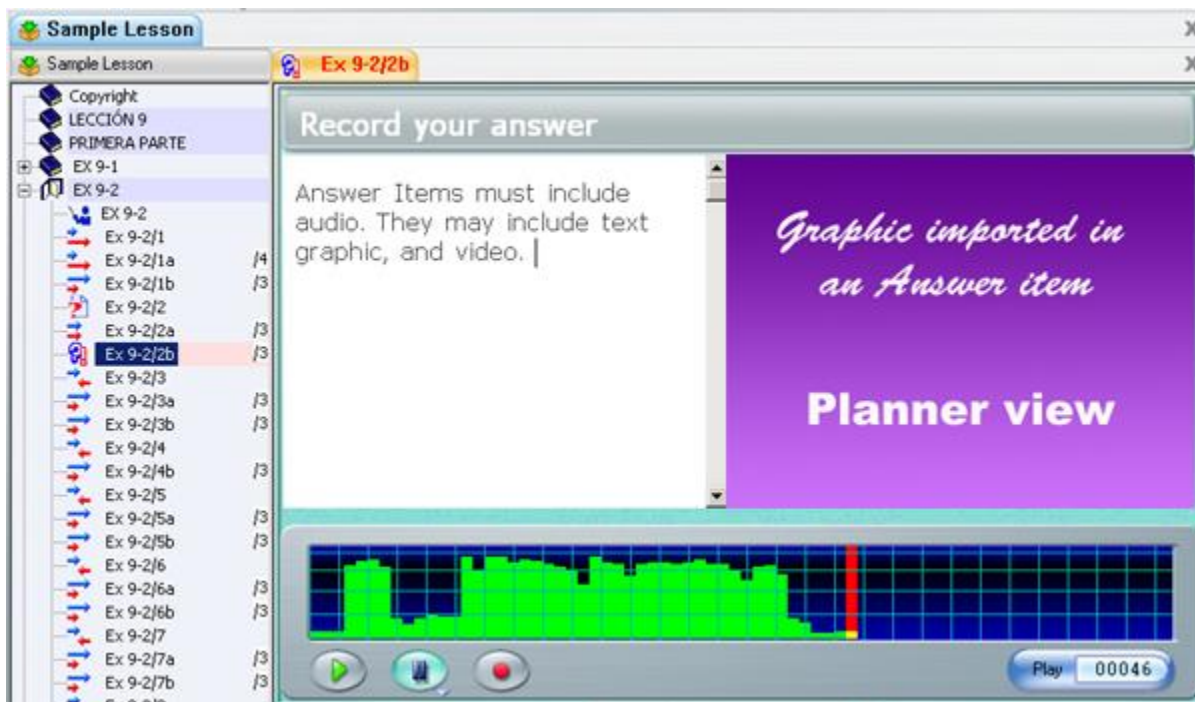 Sample Lesson
Sample Lesson
Ex 9-2/2b
Copyright
LECCIÓN 9
PRIMERA PARTE
EX 9-1
EX 9-2
EX 9-2
Ex 9-2/1
Ex 9-2/1a /4
Ex 9-2/1b /3
Ex 9-2/2
Ex 9-2/2a /3
Ex 9-2/2b /3
Ex 9-2/3
Ex 9-2/3a /3
Ex 9-2/3b /3
Ex 9-2/4
Ex 9-2/4b /3
Ex 9-2/5
Ex 9-2/5a /3
Ex 9-2/5b /3
Ex 9-2/6
Ex 9-2/6a /3
Ex 9-2/6b /3
Ex 9-2/7
Ex 9-2/7a /3
Ex 9-2/7b /3
Record your answer
Answer Items must include
audio. They may include text
graphic, and video.
Graphic imported in
an Answer item
Planner view
Play 00046